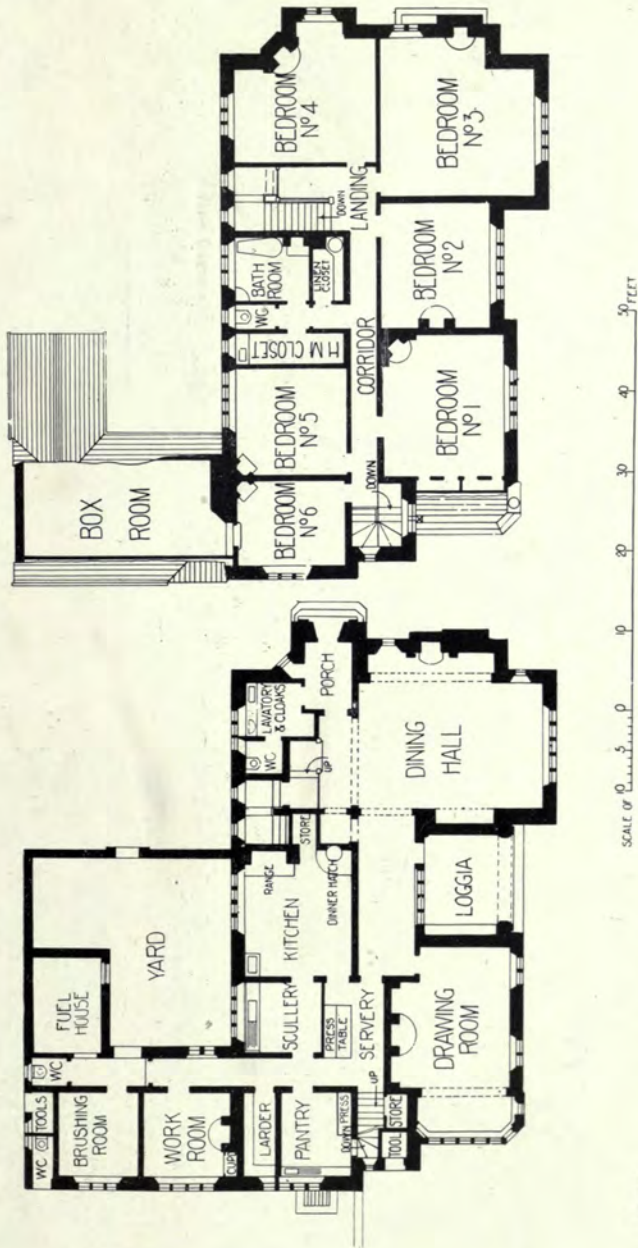 BOX
ROOM
BEDROOM
Nº6
BEDROOM
Nº5
H M CLOSET
WC
BATH
ROOM
LINEN
CLOSET
DOWN
LANDING
BEDROOM
Nº4
CORRIDOR
DOWN
BEDROOM
Nº1
BEDROOM
Nº2
BEDROOM
Nº3
WC
TOOLS
BRUSHING
ROOM
WORK
ROOM
CUPD
LARDER
PANTRY
PRESS
DOWN
WC
FUEL
HOUSE
YARD
SCULLERY
KITCHEN
RANGE
DINNER HATCH
STORE
PRESS
TABLE
SERVERY
UP
WC
LAVATORY
& CLOAKS
UP
PORCH
TOOL
STORE
DRAWING
ROOM
LOGGIA
DINING
HALL
SCALE OF 10 5 0 10 20 30 40 50 FEET